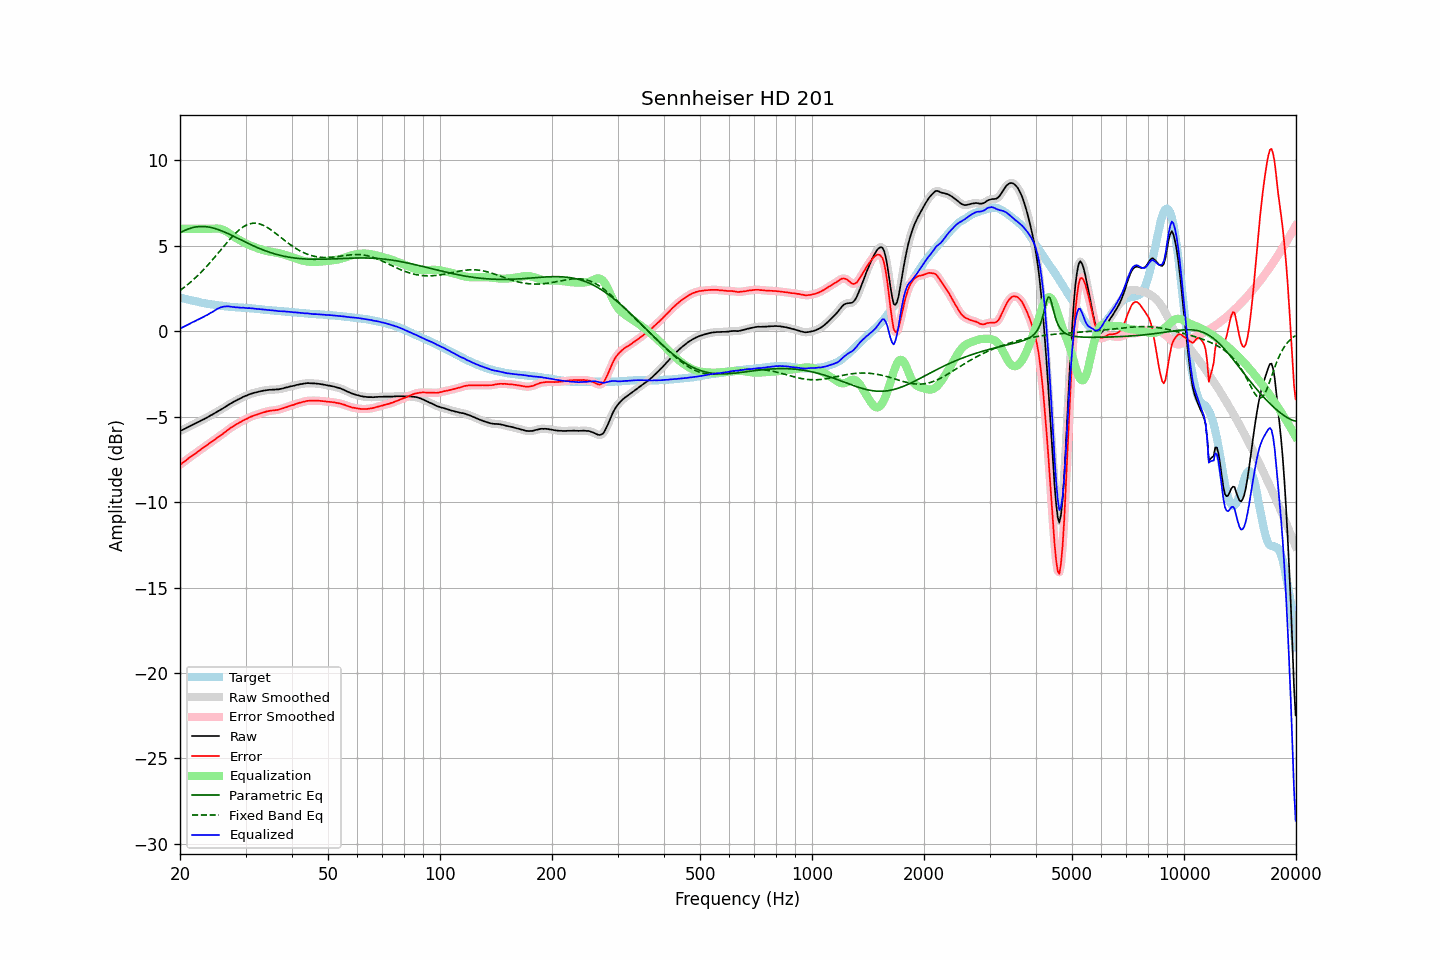 Sennheiser HD 201
Amplitude (dBr)
10
5
0
−5
−10
−15
−20
−25
−30
Target
Raw Smoothed
Error Smoothed
Raw
Error
Equalization
Parametric Eq
Fixed Band Eq
Equalized
20 50 100 200 500 1000 2000 5000 10000 20000
Frequency (Hz)